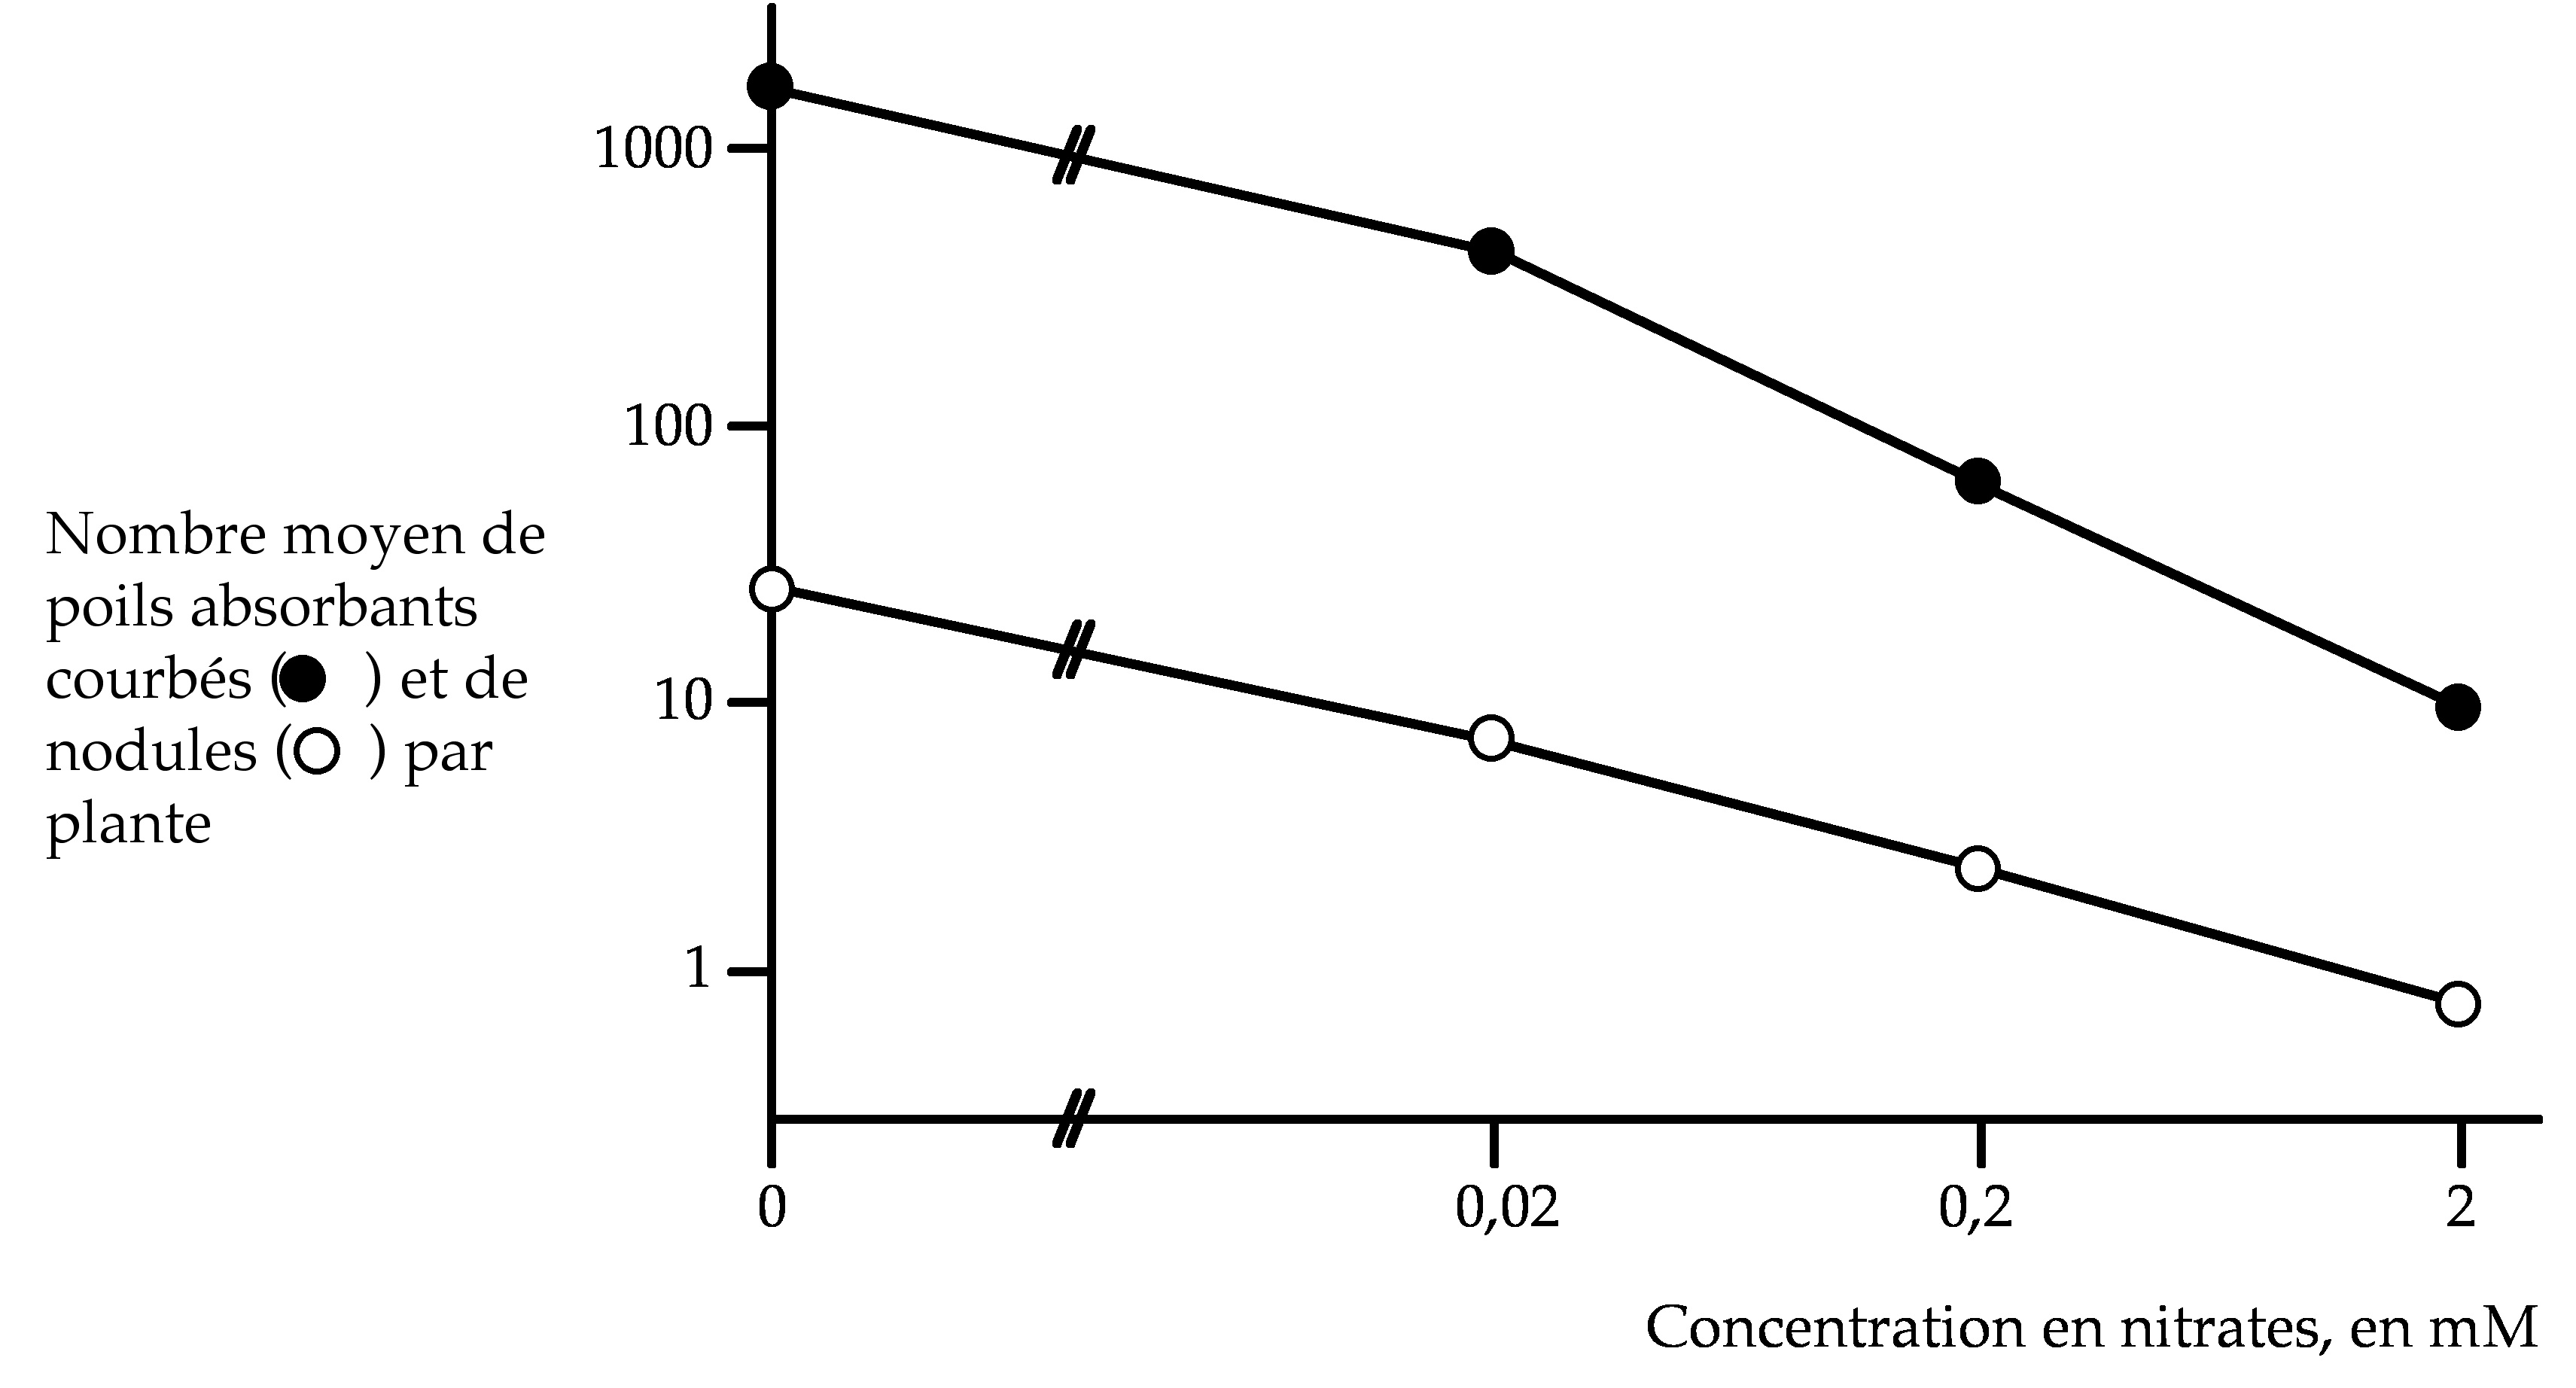 1000
100
Nombre moyen de
poils absorbants
courbés ( ) et de
nodules ( ) par
plante
10
1
0
0,02
0,2
2
Concentration en nitrates, en mM